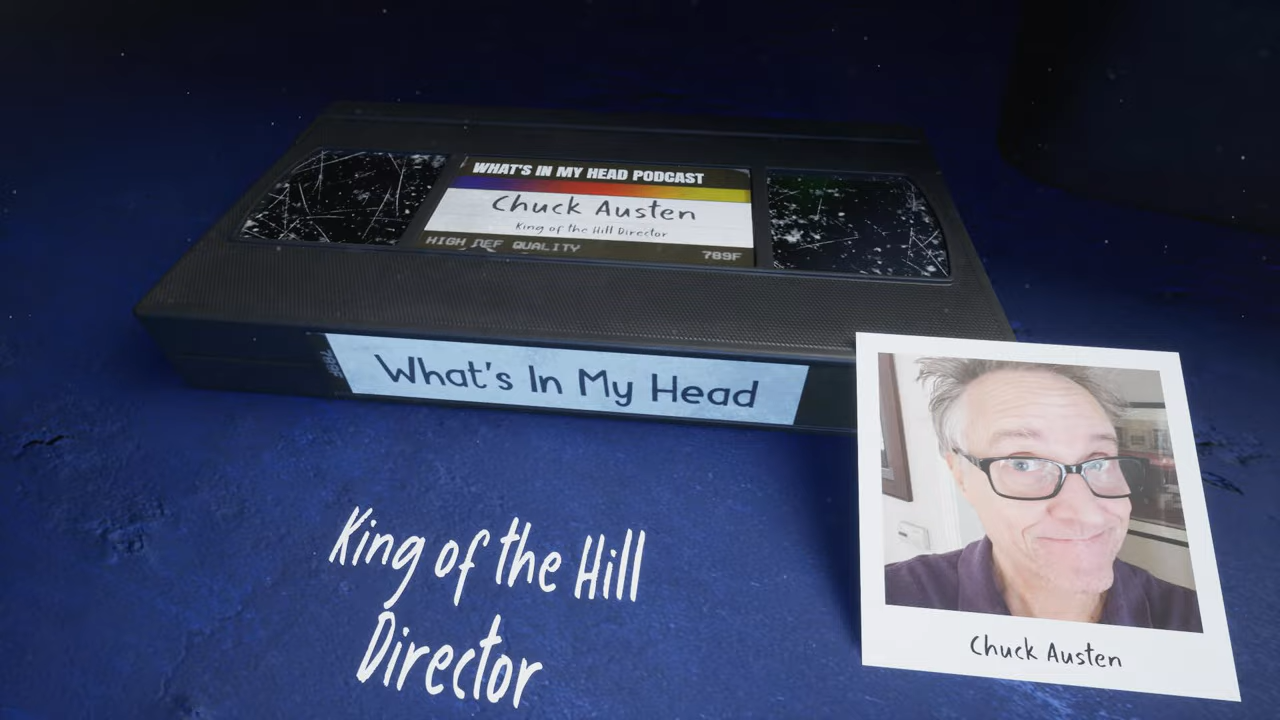 WHAT'S IN MY HEAD PODCAST
Chuck Austen
King of the Hill Director
HIGH DEF QUALITY
789F
What's In My Head
King of the Hill
Director
Chuck Austen